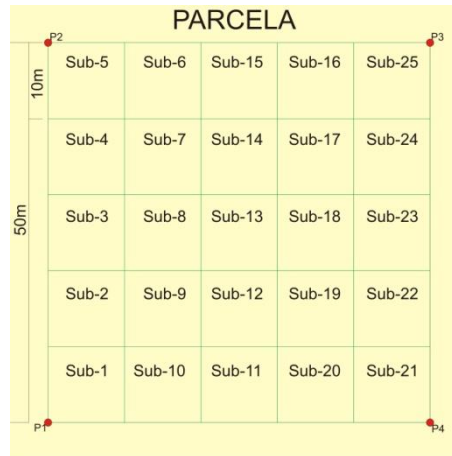 PARCELA
P2 P3
Sub-5 Sub-6 Sub-15 Sub-16 Sub-25
10m
Sub-4 Sub-7 Sub-14 Sub-17 Sub-24
50m
Sub-3 Sub-8 Sub-13 Sub-18 Sub-23
Sub-2 Sub-9 Sub-12 Sub-19 Sub-22
Sub-1 Sub-10 Sub-11 Sub-20 Sub-21
P1 P4